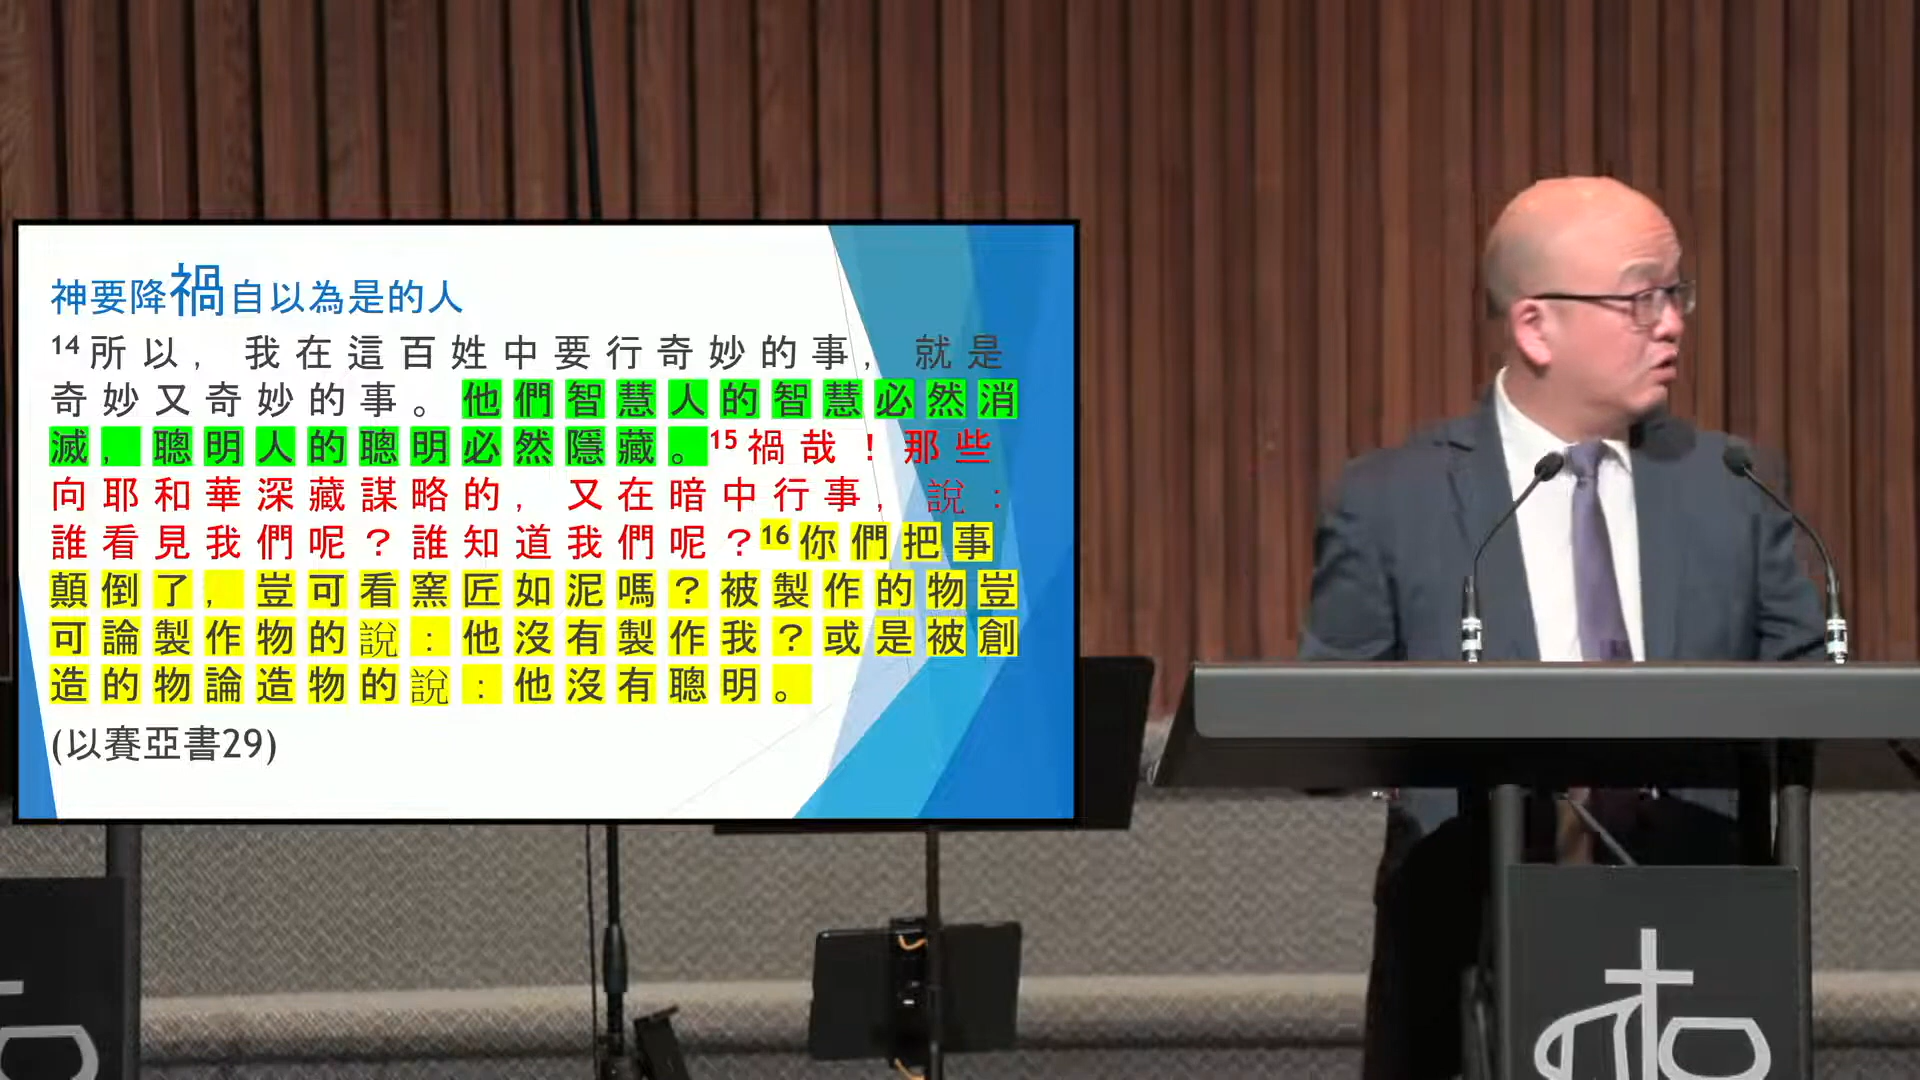 神要降禍自以為是的人
14所以，我在這百姓中要行奇妙的事，就是
奇妙又奇妙的事。他們智慧人的智慧必然消
滅，聰明人的聰明必然隱藏。15禍哉！那些
向耶和華深藏謀略的，又在暗中行事，說：
誰看見我們呢？誰知道我們呢？16你們把事
顛倒了，豈可看窯匠如泥嗎？被製作的物豈
可論製作物的說：他沒有製作我？或是被創
造的物論造物的說：他沒有聰明。
(以賽亞書29)